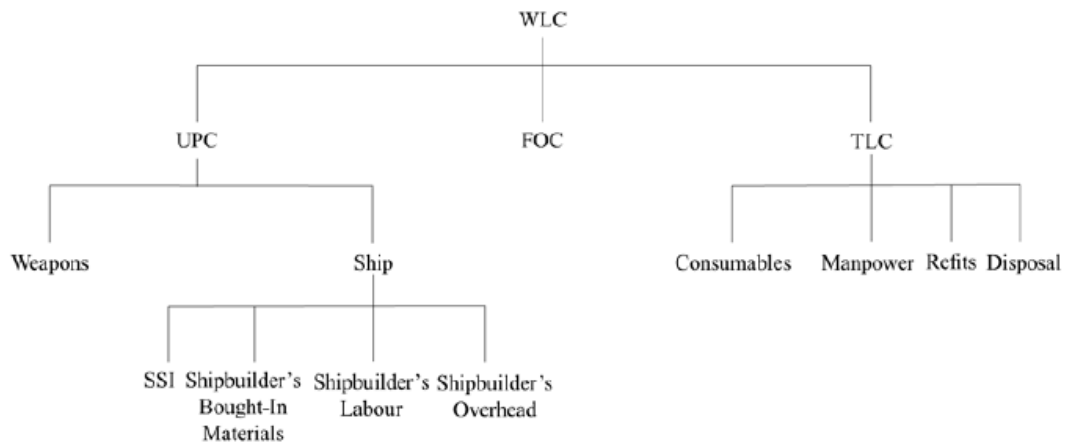 WLC
UPC FOC TLC
Weapons Ship Consumables Manpower Refits Disposal
SSI Shipbuilder's Shipbuilder's Shipbuilder's
Bought-In Labour Overhead
Materials